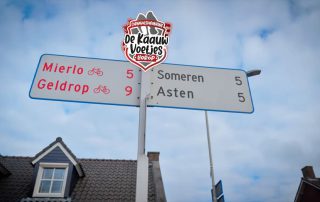 De Kaauw
Voetjes
Mierlo 5
Geldrop 9
Someren 5
Asten 5